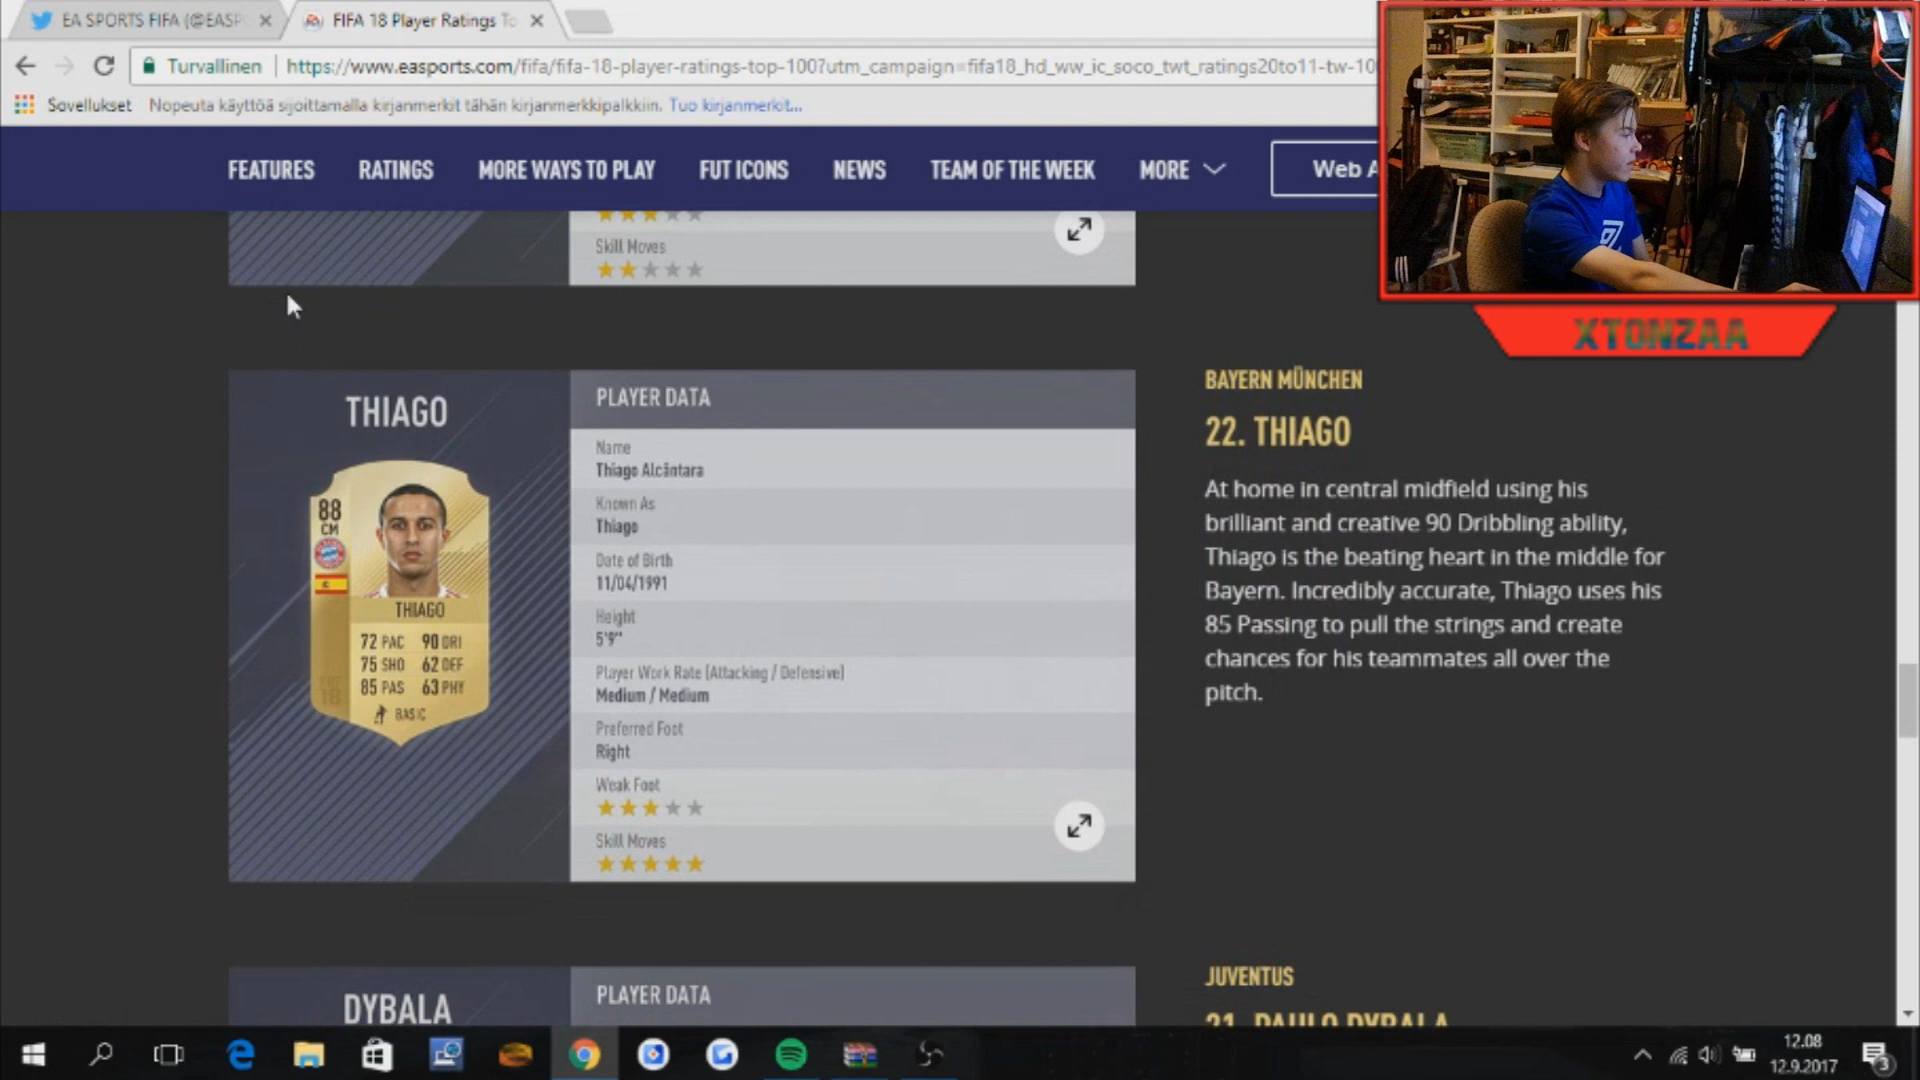 EA SPORTS FIFA (@EASP
FIFA 18 Player Ratings To
Turvallinen
https://www.easports.com/fifa/fifa-18-player-ratings-top-100?utm_campaign=fifa18_hd_ww_ic_soco_twt_ratings20to11-tw-10
Sovellukset
Nopeuta käyttöä sijoittamalla kirjanmerkit tähän kirjanmerkkipalkkiin. Tuo kirjanmerkit...
FEATURES
RATINGS
MORE WAYS TO PLAY
FUT ICONS
NEWS
TEAM OF THE WEEK
MORE
Web A
XTONZAA
Skill Moves
THIAGO
88
CM
THIAGO
72 PAC 90 DRI
75 SHO 62 DEF
85 PAS 63 PHY
BASIC
PLAYER DATA
Name
Thiago Alcântara
Known As
Thiago
Date of Birth
11/04/1991
Height
5'9"
Player Work Rate (Attacking / Defensive)
Medium / Medium
Preferred Foot
Right
Weak Foot
Skill Moves
BAYERN MÜNCHEN
22. THIAGO
At home in central midfield using his
brilliant and creative 90 Dribbling ability,
Thiago is the beating heart in the middle for
Bayern. Incredibly accurate, Thiago uses his
85 Passing to pull the strings and create
chances for his teammates all over the
pitch.
DYBALA
PLAYER DATA
JUVENTUS
21. PAULO DYBALA
12.08
12.9.2017
3